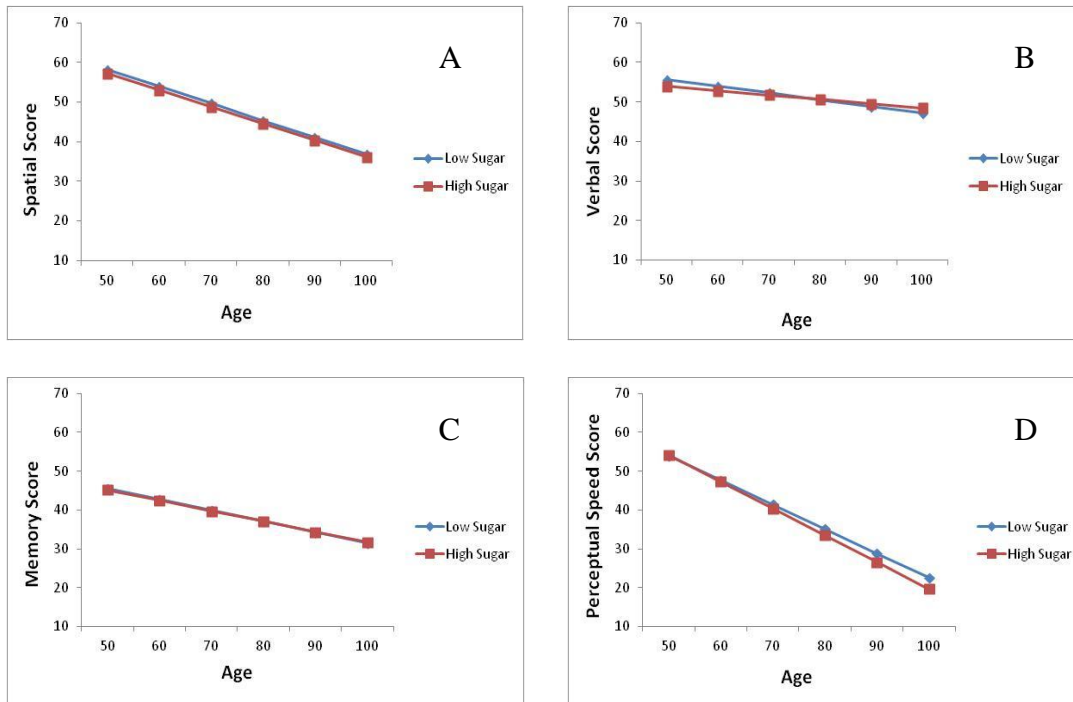 A
Spatial Score
70
60
50
40
30
20
10
50 60 70 80 90 100
Age
Low Sugar
High Sugar
B
Verbal Score
70
60
50
40
30
20
10
50 60 70 80 90 100
Age
Low Sugar
High Sugar
C
Memory Score
70
60
50
40
30
20
10
50 60 70 80 90 100
Age
Low Sugar
High Sugar
D
Perceptual Speed Score
70
60
50
40
30
20
10
50 60 70 80 90 100
Age
Low Sugar
High Sugar